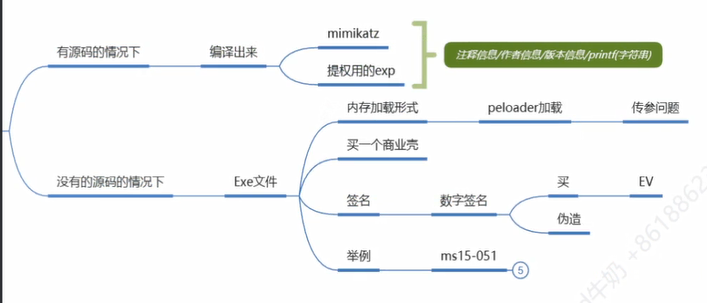 有源码的情况下
编译出来
mimikatz
提权用的exp
注释信息/作者信息/版本信息/printf(字符串)
没有的源码的情况下
Exe文件
内存加载形式
peloader加载
传参问题
买一个商业壳
签名
数字签名
买
EV
伪造
举例
ms15-051
5
牛奶 +86188623